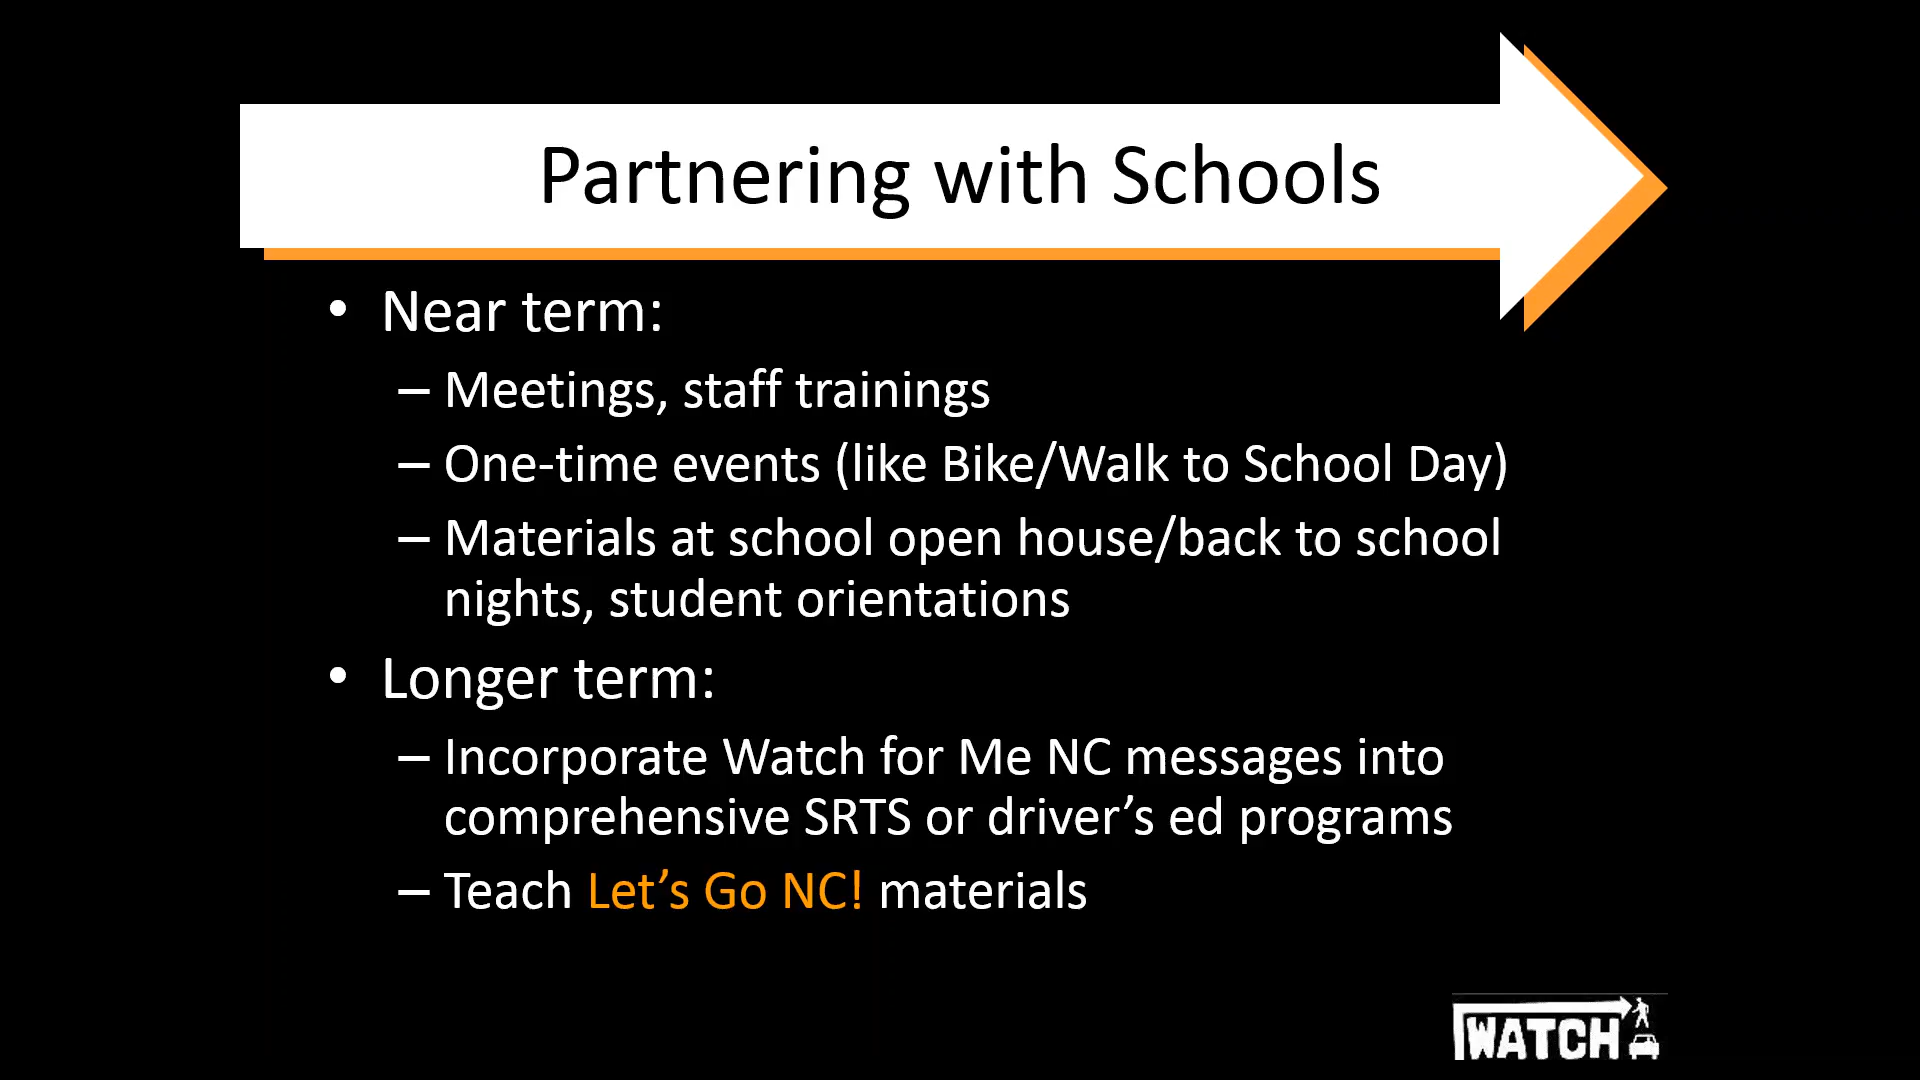 Partnering with Schools
• Near term:
– Meetings, staff trainings
– One-time events (like Bike/Walk to School Day)
– Materials at school open house/back to school
nights, student orientations
• Longer term:
– Incorporate Watch for Me NC messages into
comprehensive SRTS or driver’s ed programs
– Teach Let’s Go NC! materials
WATCH